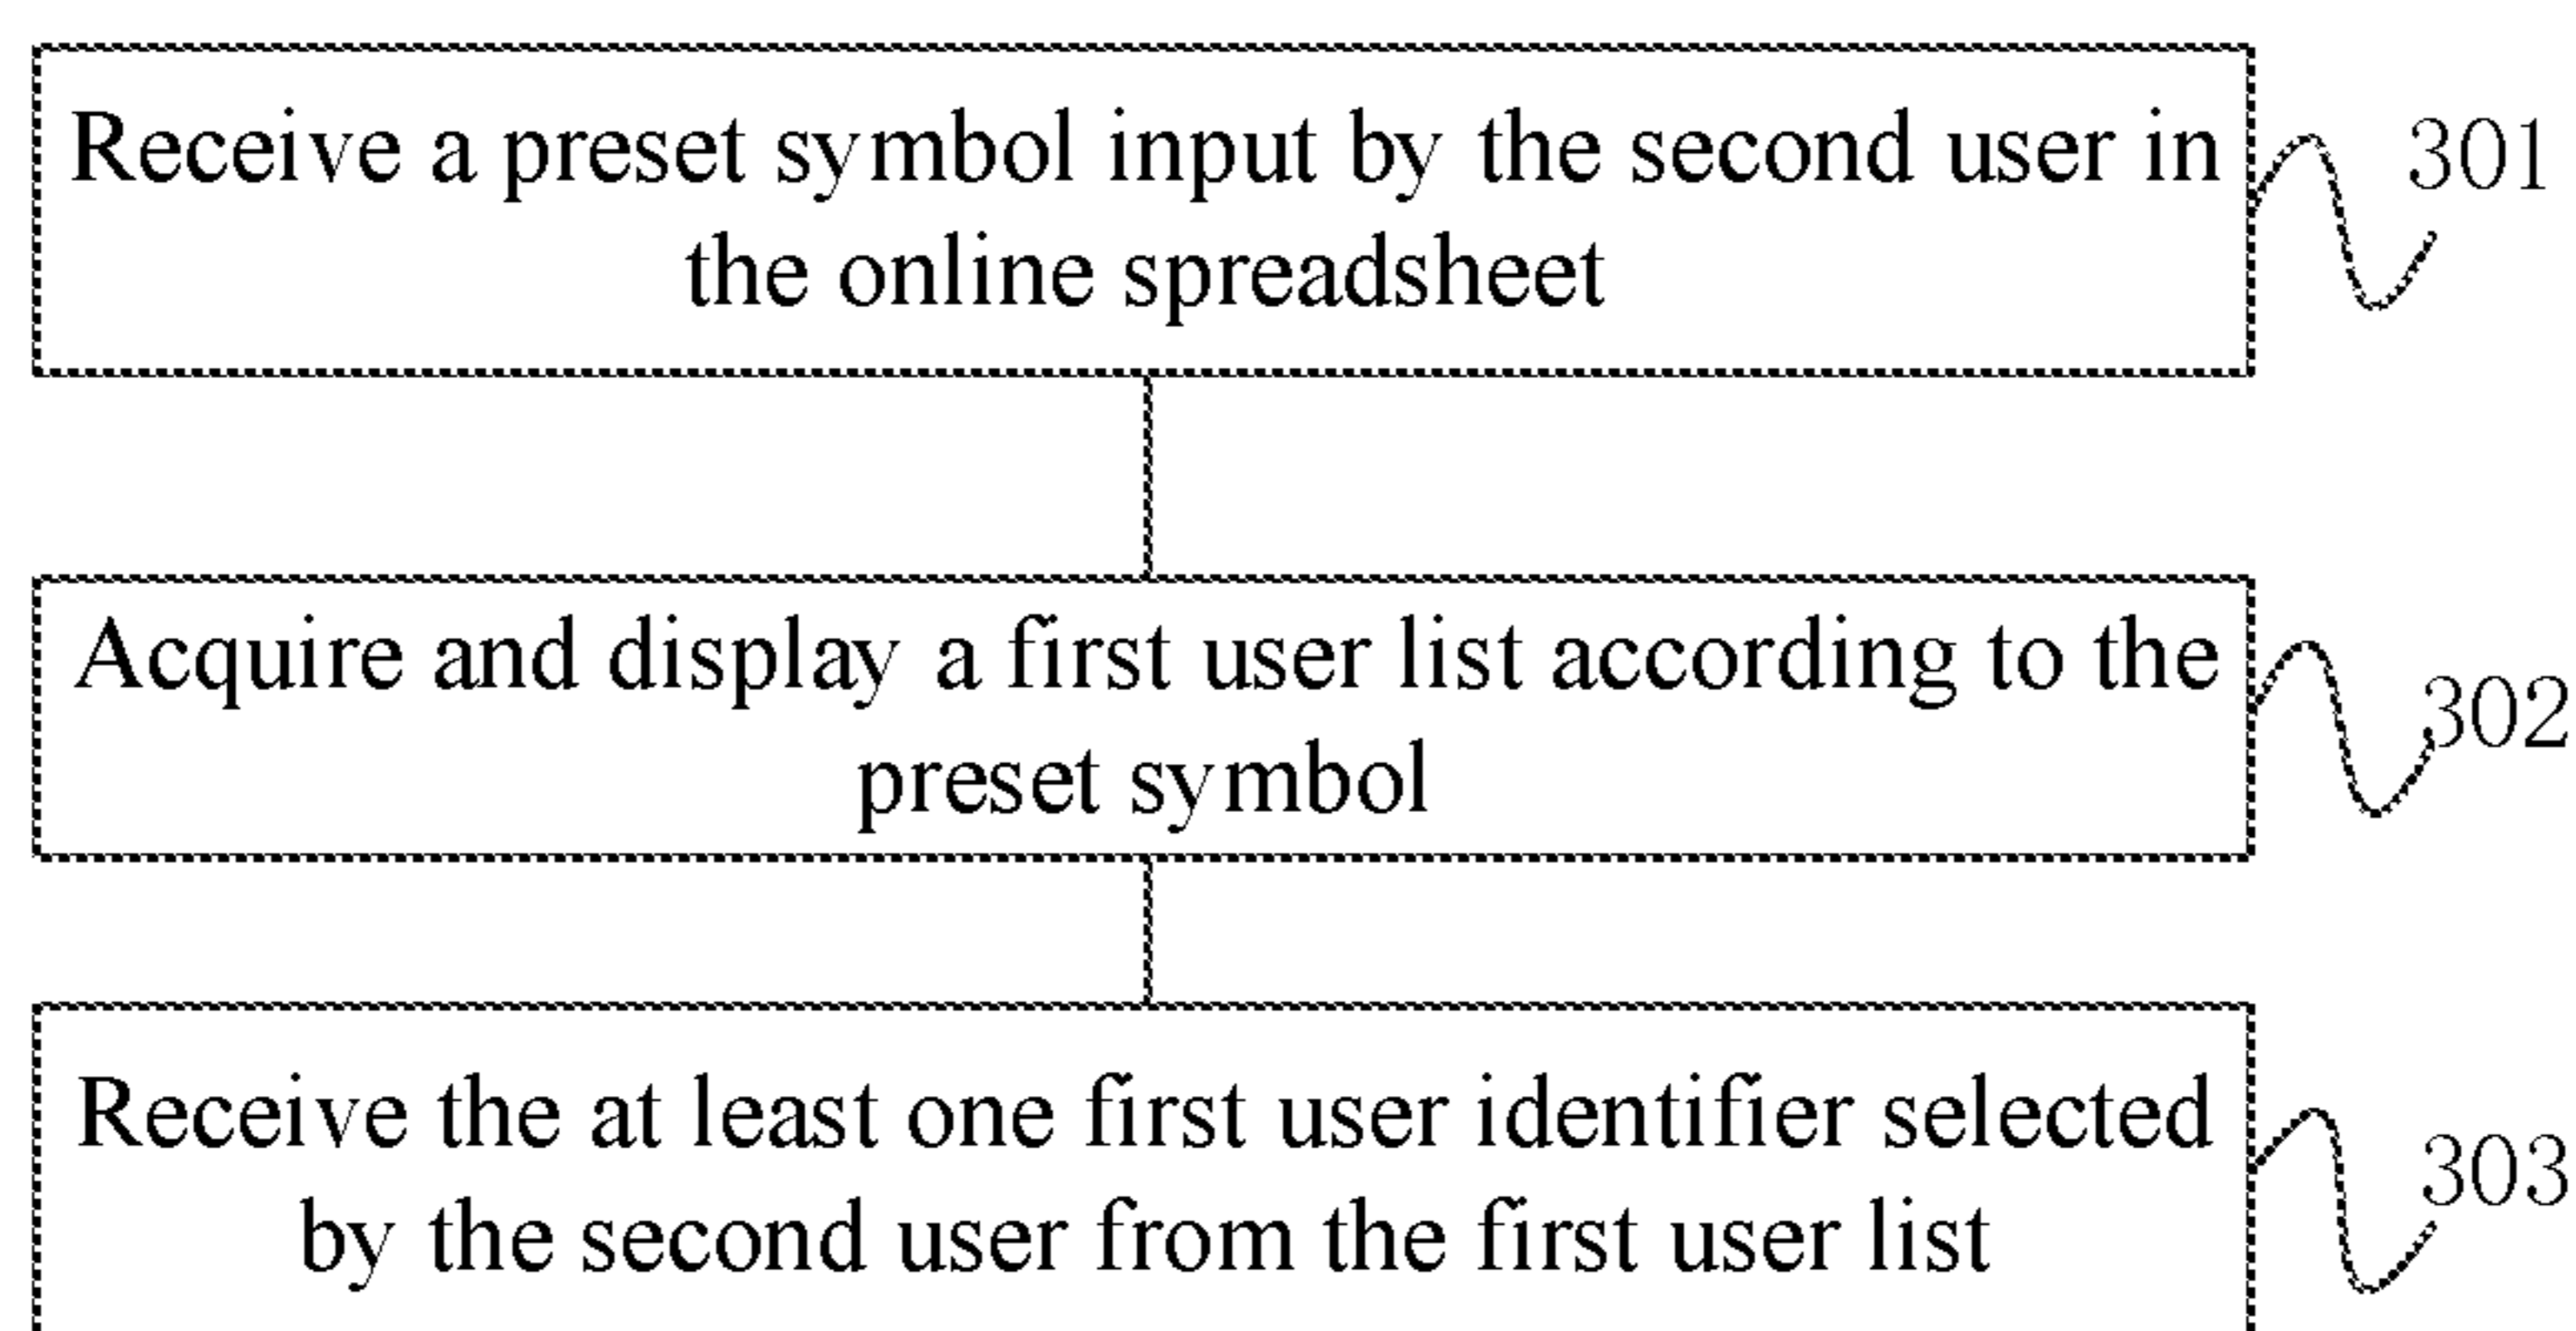 Receive a preset symbol input by the second user in
the online spreadsheet
301
Acquire and display a first user list according to the
preset symbol
302
Receive the at least one first user identifier selected
by the second user from the first user list
303